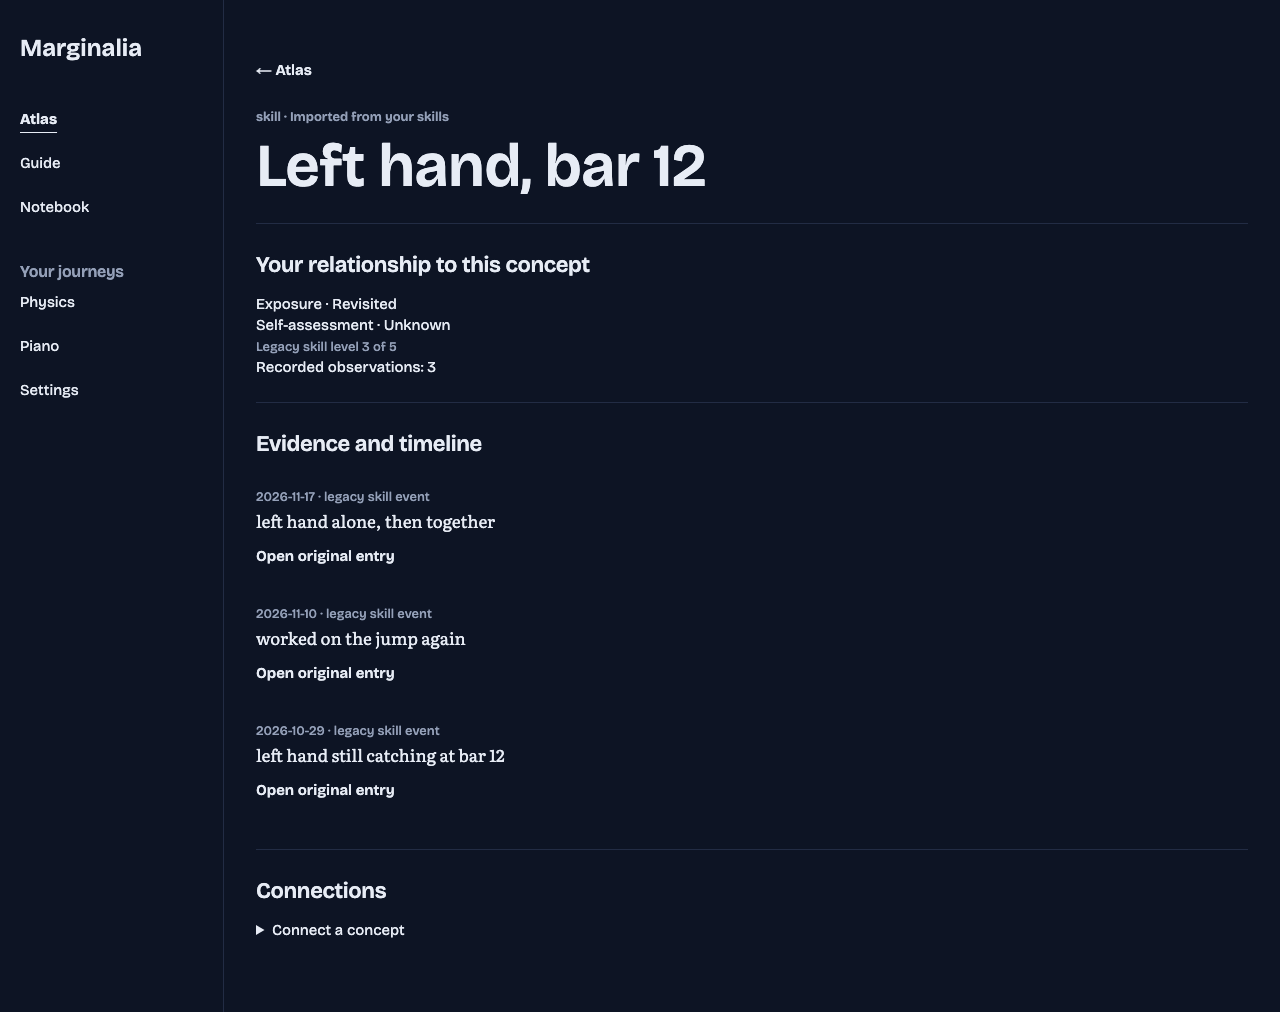 Marginalia
Atlas
Guide
Notebook
Your journeys
Physics
Piano
Settings
← Atlas
skill · Imported from your skills
Left hand, bar 12
Your relationship to this concept
Exposure · Revisited
Self-assessment · Unknown
Legacy skill level 3 of 5
Recorded observations: 3
Evidence and timeline
2026-11-17 · legacy skill event
left hand alone, then together
Open original entry
2026-11-10 · legacy skill event
worked on the jump again
Open original entry
2026-10-29 · legacy skill event
left hand still catching at bar 12
Open original entry
Connections
▶ Connect a concept